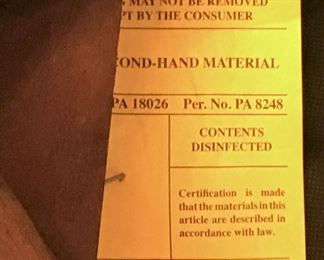 MAY NOT BE REMOVED
PT BY THE CONSUMER
COND-HAND MATERIAL
PA 18026 Per. No. PA 8248
CONTENTS
DISINFECTED
Certification is made
that the materials in this
article are described in
accordance with law.